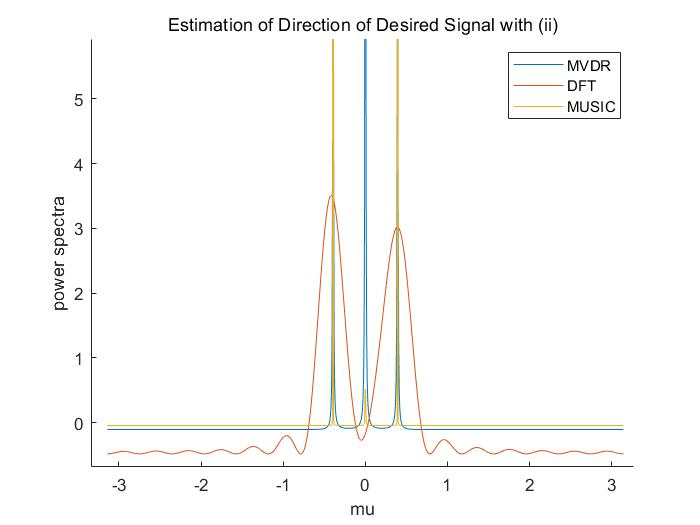 Estimation of Direction of Desired Signal with (ii)
MVDR
DFT
MUSIC
5
4
3
2
1
0
power spectra
-3 -2 -1 0 1 2 3
mu